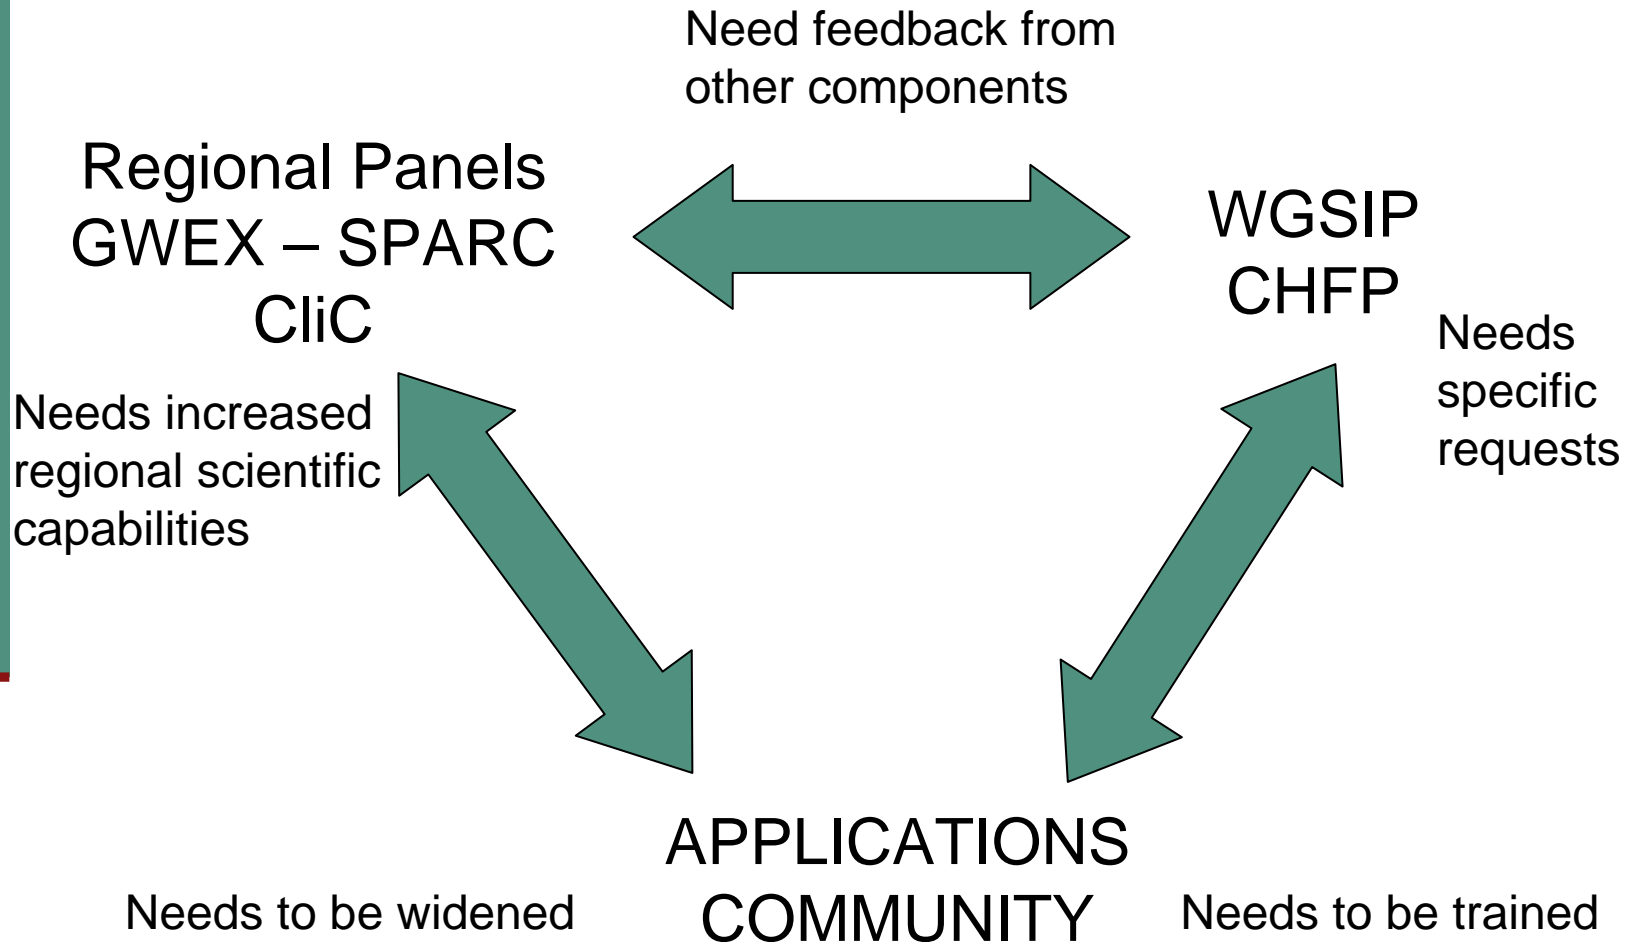 Need feedback from
other components
Regional Panels
GWEX – SPARC
CliC
WGSIP
CHFP
Needs
specific
requests
Needs increased
regional scientific
capabilities
APPLICATIONS
COMMUNITY
Needs to be widened
Needs to be trained